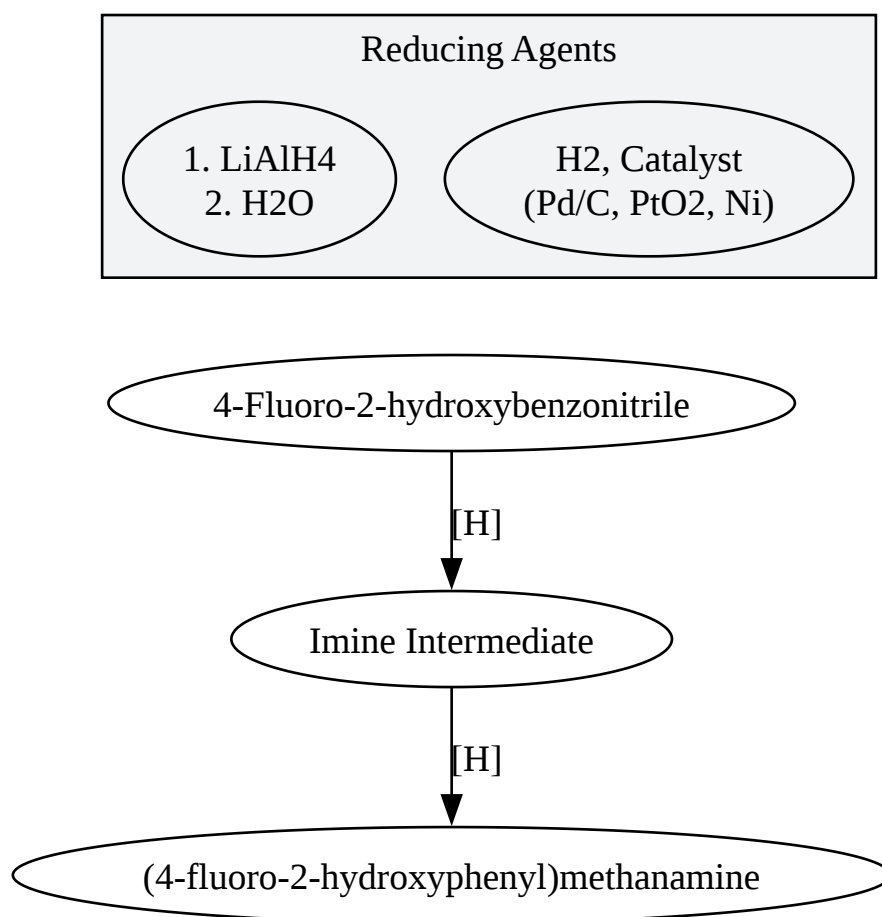 Reducing Agents
1. LiAlH4
2. H2O
H2, Catalyst
(Pd/C, PtO2, Ni)
4-Fluoro-2-hydroxybenzonitrile
[H]
Imine Intermediate
[H]
(4-fluoro-2-hydroxyphenyl)methanamine